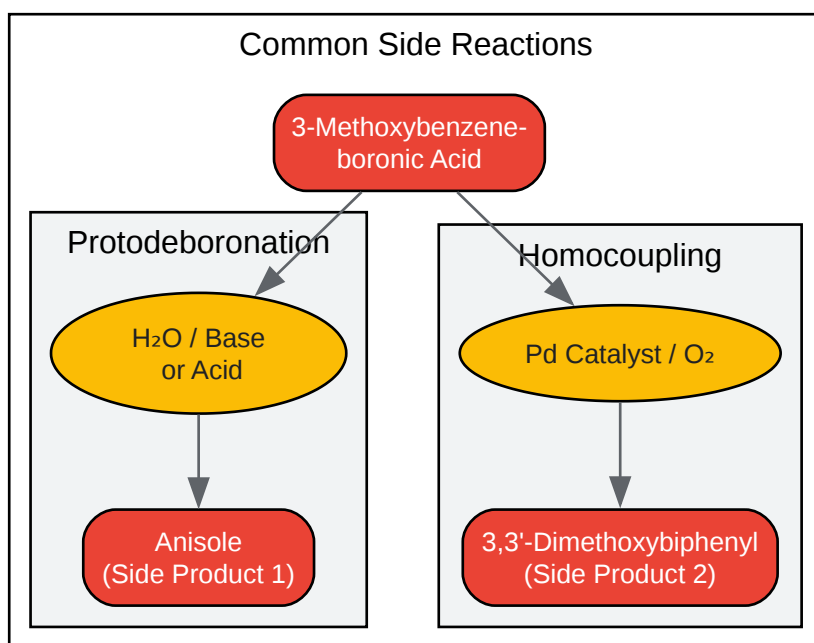 Common Side Reactions
3-Methoxybenzene-
boronic Acid
Protodeboronation
Homocoupling
H₂O / Base
or Acid
Pd Catalyst / O₂
Anisole
(Side Product 1)
3,3'-Dimethoxybiphenyl
(Side Product 2)